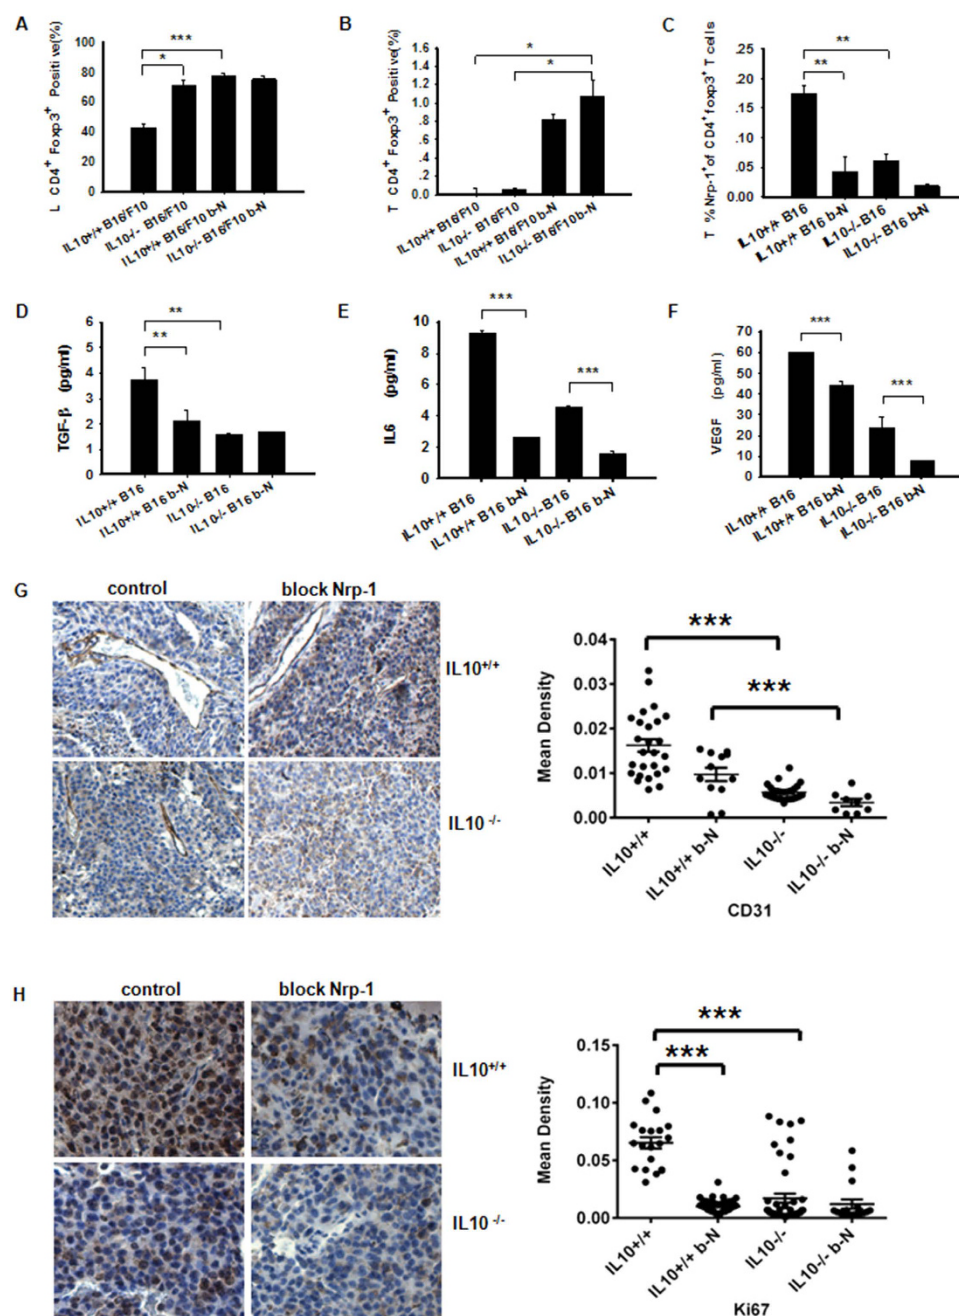 A
L CD4+ Foxp3+ Positive(%)
100
80
60
40
20
0
***
*
IL10+/+ B16/F10
IL10-/- B16/F10
IL10+/+ B16/F10 b-N
IL10-/- B16/F10 b-N
B
T CD4+ Foxp3+ Positive(%)
1.6
1.4
1.2
1.0
.8
.6
.4
.2
0.0
*
*
IL10+/+ B16/F10
IL10-/- B16/F10
IL10+/+ B16/F10 b-N
IL10-/- B16/F10 b-N
C
T % Nrp-1+of CD4+foxp3+ T cells
.25
.20
.15
.10
.05
0.00
**
**
IL10+/+ B16
IL10+/+ B16 b-N
IL10-/-B16
IL10-/- B16 b-N
D
TGF-β (pg/ml)
6
5
4
3
2
1
0
**
**
IL10+/+ B16
IL10+/+ B16 b-N
IL10-/- B16
IL10-/- B16 b-N
E
IL6 (pg/ml)
10
8
6
4
2
0
***
***
IL10+/+ B16
IL10+/+ B16 b-N
IL10-/-B16
IL10-/- B16 b-N
F
VEGF (pg/ml)
70
60
50
40
30
20
10
0
***
***
IL10+/+ B16
IL10+/+ B16 b-N
IL10-/-B16
IL10-/- B16 b-N
G
control
block Nrp-1
IL10+/+
IL10 -/-
Mean Density
0.04
0.03
0.02
0.01
0.00
***
***
IL10+/+
IL10+/+ b-N
IL10-/-
IL10-/- b-N
CD31
H
control
block Nrp-1
IL10+/+
IL10 -/-
Mean Density
0.15
0.10
0.05
0.00
***
***
IL10+/+
IL10+/+ b-N
IL10-/-
IL10-/- b-N
Ki67